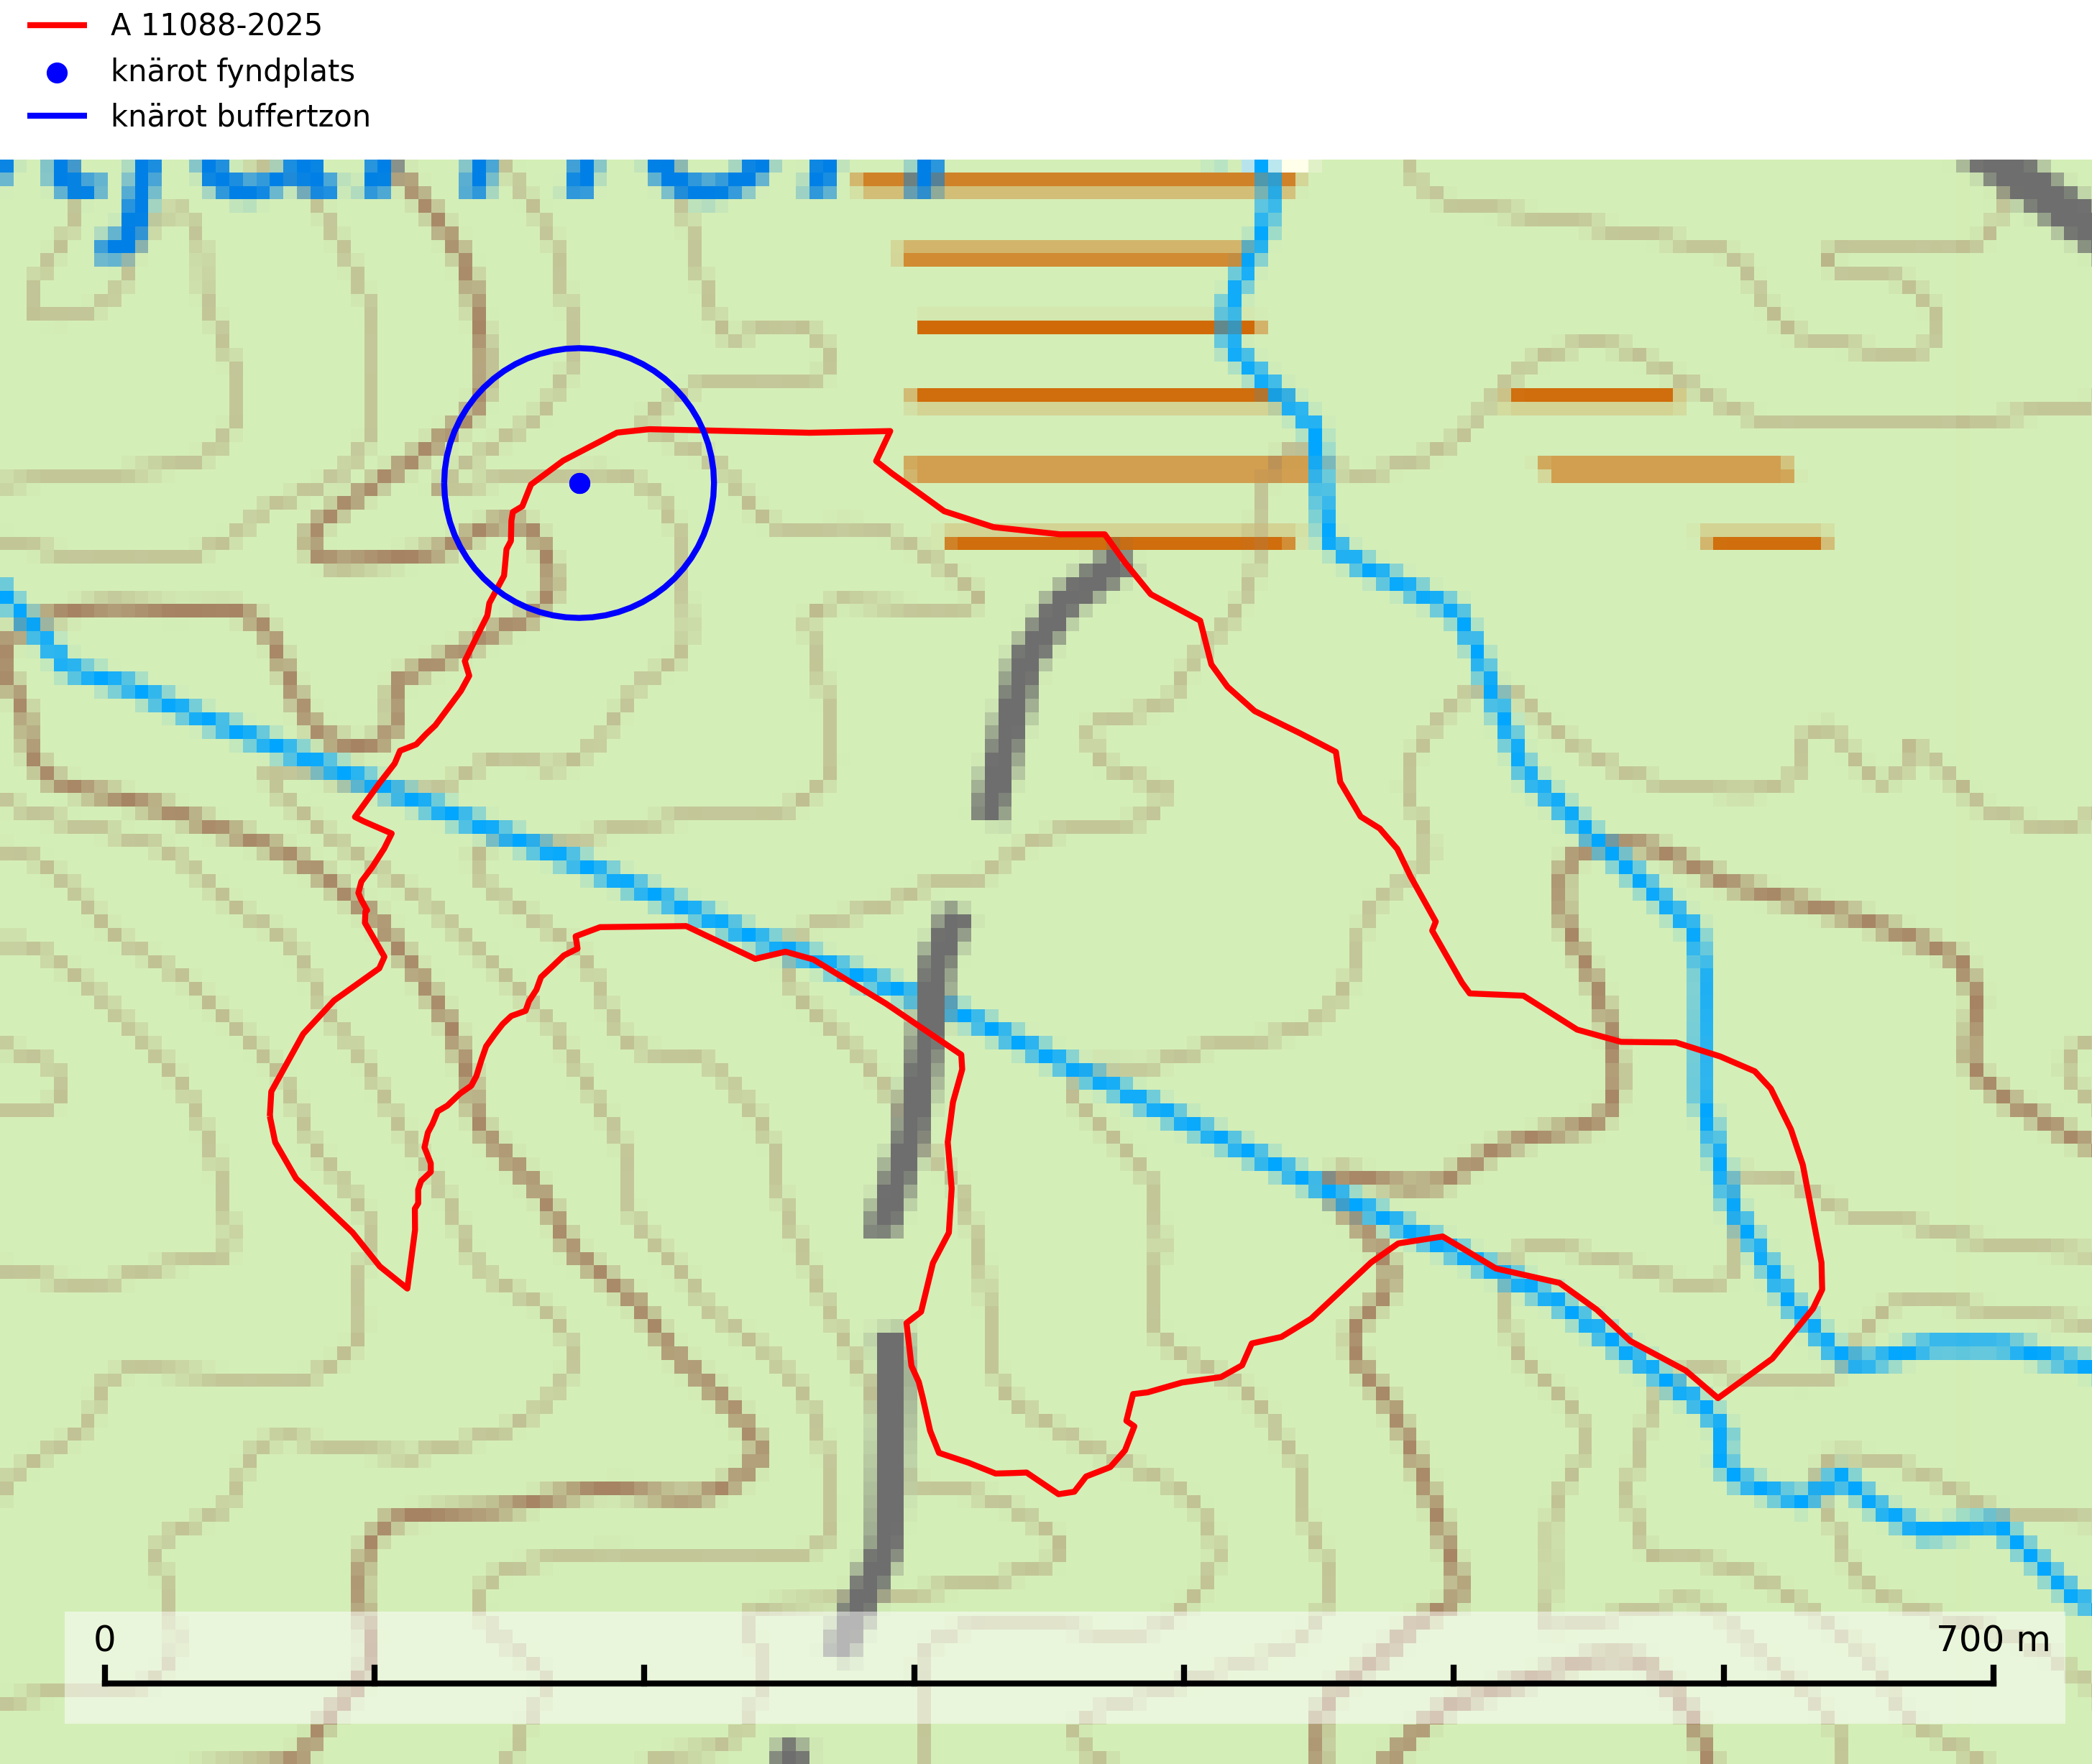 A 11088-2025
knärot fyndplats
knärot buffertzon
0 700 m